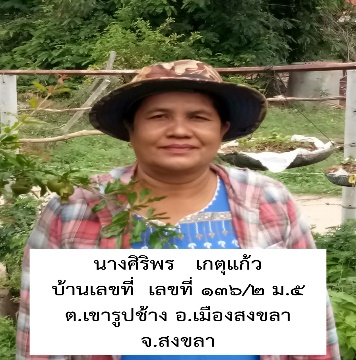 นางศิริพร เกตุแก้ว
บ้านเลขที่ เลขที่ ๑๓๖/๒ ม.๕
ต.เขารูปช้าง อ.เมืองสงขลา
จ.สงขลา